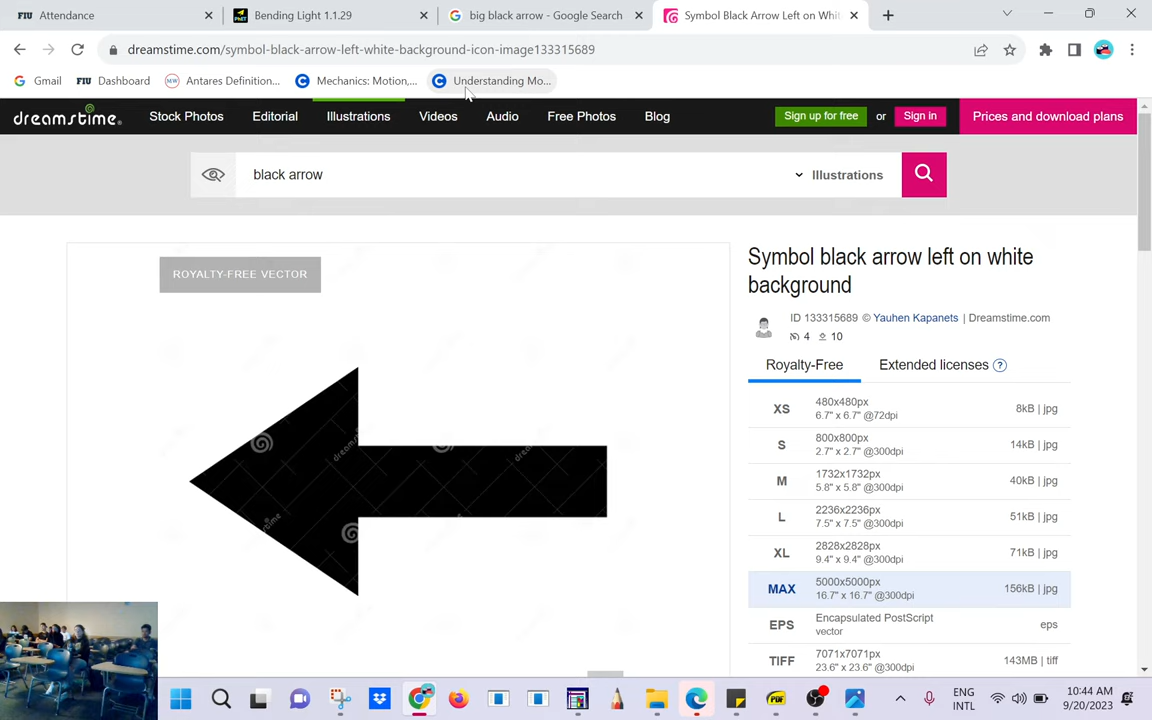 FIU Attendance
PhET Bending Light 1.1.29
big black arrow - Google Search
Symbol Black Arrow Left on Whit
dreamstime.com/symbol-black-arrow-left-white-background-icon-image133315689
Gmail FIU Dashboard Antares Definition... Mechanics: Motion,... Understanding Mo...
dreamstime. Stock Photos Editorial Illustrations Videos Audio Free Photos Blog Sign up for free or Sign in Prices and download plans
black arrow Illustrations
ROYALTY-FREE VECTOR
Symbol black arrow left on white
background
ID 133315689 © Yauhen Kapanets | Dreamstime.com
4 10
Royalty-Free Extended licenses ?
XS 480x480px 8kB | jpg
6.7" x 6.7" @72dpi
S 800x800px 14kB | jpg
2.7" x 2.7" @300dpi
M 1732x1732px 40kB | jpg
5.8" x 5.8" @300dpi
L 2236x2236px 51kB | jpg
7.5" x 7.5" @300dpi
XL 2828x2828px 71kB | jpg
9.4" x 9.4" @300dpi
MAX 5000x5000px 156kB | jpg
16.7" x 16.7" @300dpi
EPS Encapsulated PostScript eps
vector
TIFF 7071x7071px 143MB | tiff
23.6" x 23.6" @300dpi
ENG
INTL
10:44 AM
9/20/2023